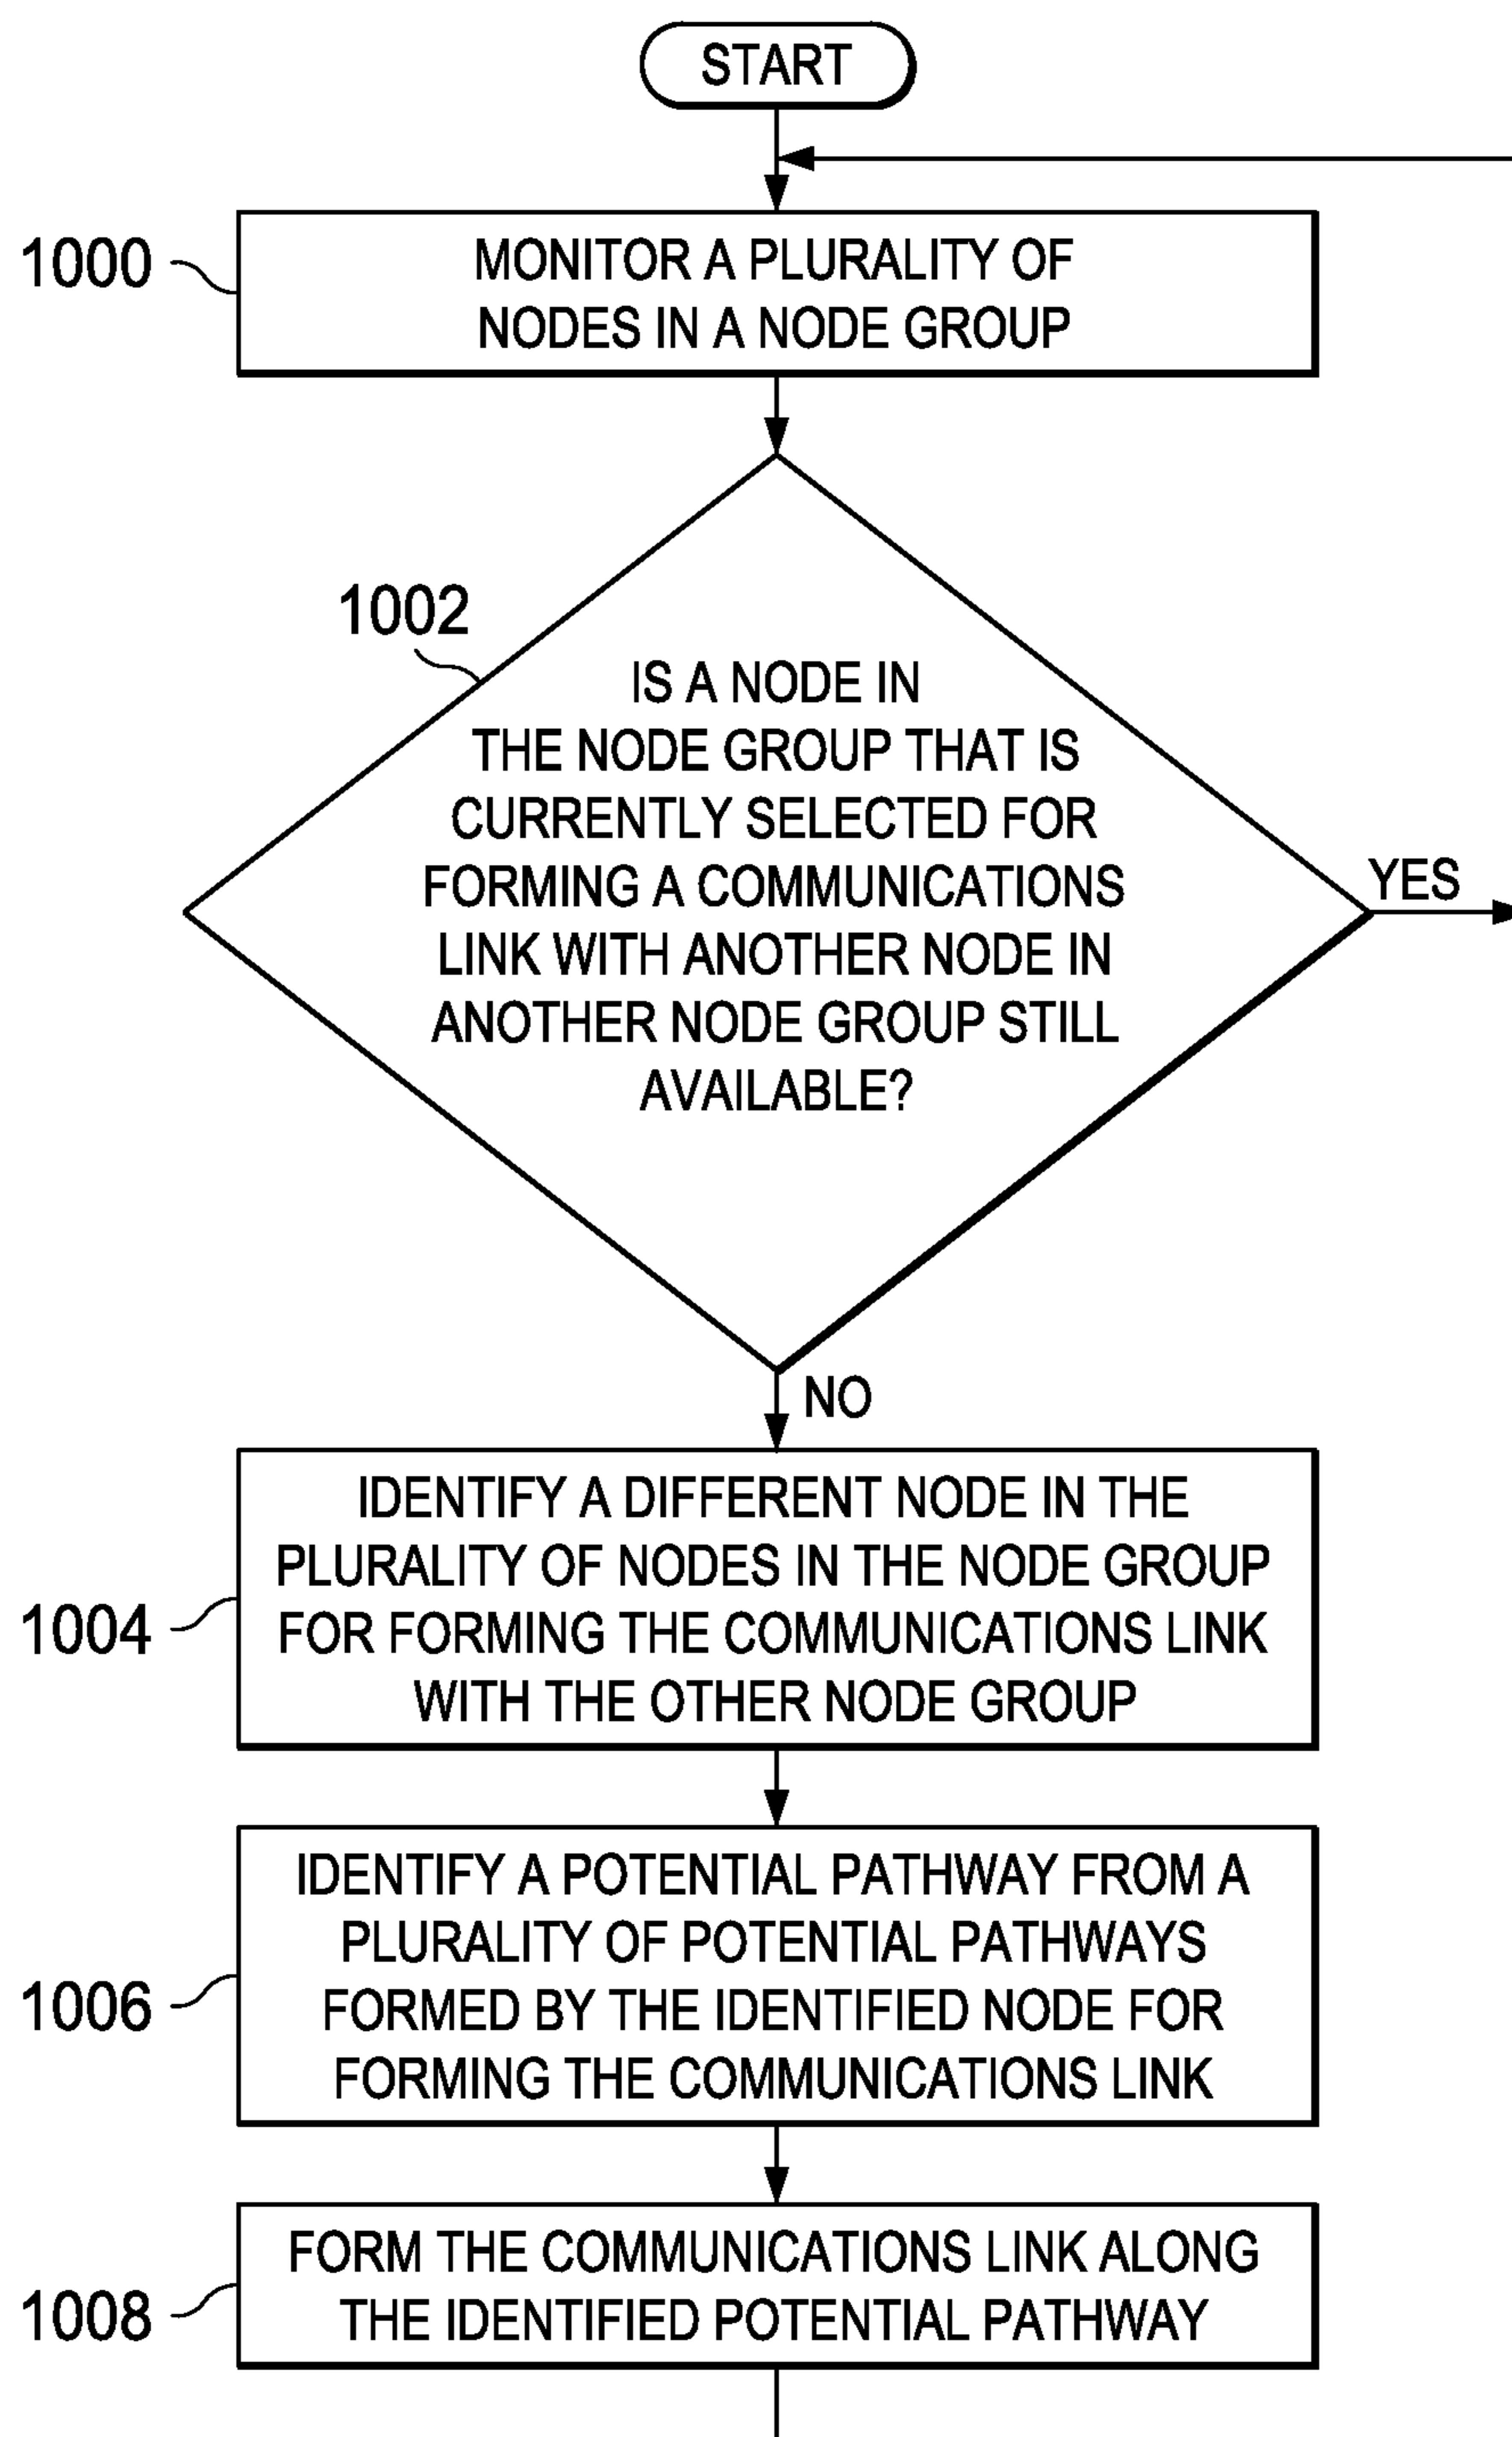 START
1000
MONITOR A PLURALITY OF
NODES IN A NODE GROUP
1002
IS A NODE IN
THE NODE GROUP THAT IS
CURRENTLY SELECTED FOR
FORMING A COMMUNICATIONS
LINK WITH ANOTHER NODE IN
ANOTHER NODE GROUP STILL
AVAILABLE?
YES
NO
1004
IDENTIFY A DIFFERENT NODE IN THE
PLURALITY OF NODES IN THE NODE GROUP
FOR FORMING THE COMMUNICATIONS LINK
WITH THE OTHER NODE GROUP
1006
IDENTIFY A POTENTIAL PATHWAY FROM A
PLURALITY OF POTENTIAL PATHWAYS
FORMED BY THE IDENTIFIED NODE FOR
FORMING THE COMMUNICATIONS LINK
1008
FORM THE COMMUNICATIONS LINK ALONG
THE IDENTIFIED POTENTIAL PATHWAY